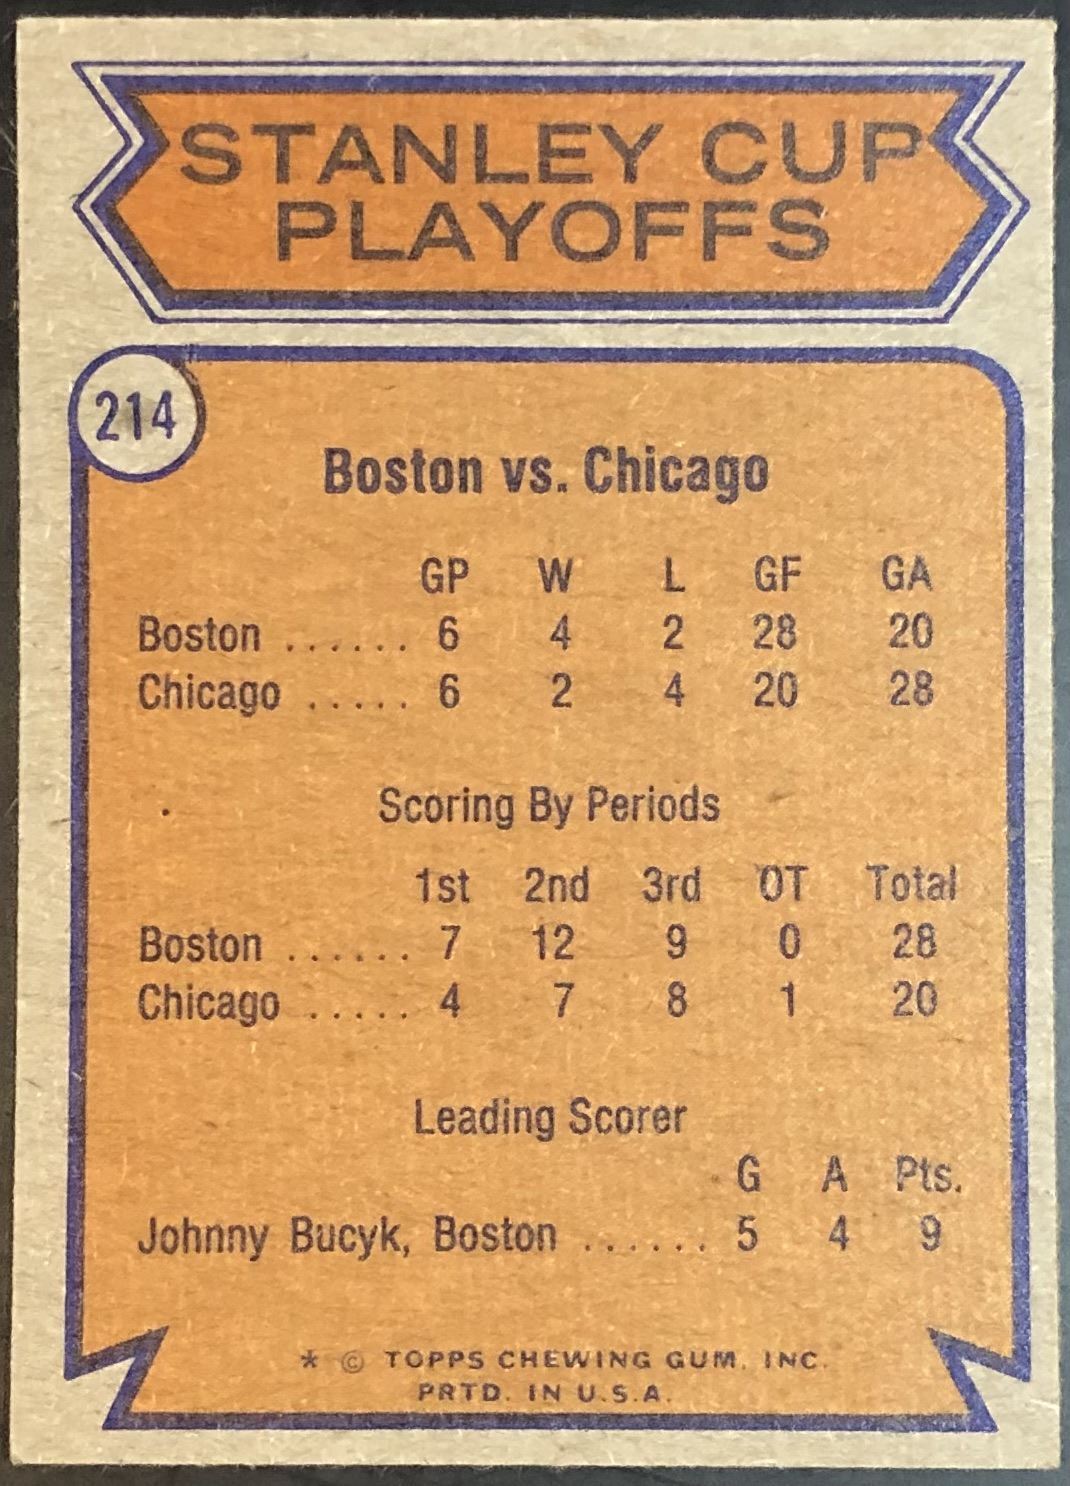 STANLEY CUP
PLAYOFFS
214
Boston vs. Chicago
GP W L GF GA
Boston ...... 6 4 2 28 20
Chicago ..... 6 2 4 20 28
Scoring By Periods
1st 2nd 3rd OT Total
Boston ...... 7 12 9 0 28
Chicago ..... 4 7 8 1 20
Leading Scorer
G A Pts.
Johnny Bucyk, Boston ...... 5 4 9
* © TOPPS CHEWING GUM, INC.
PRTD. IN U.S.A.